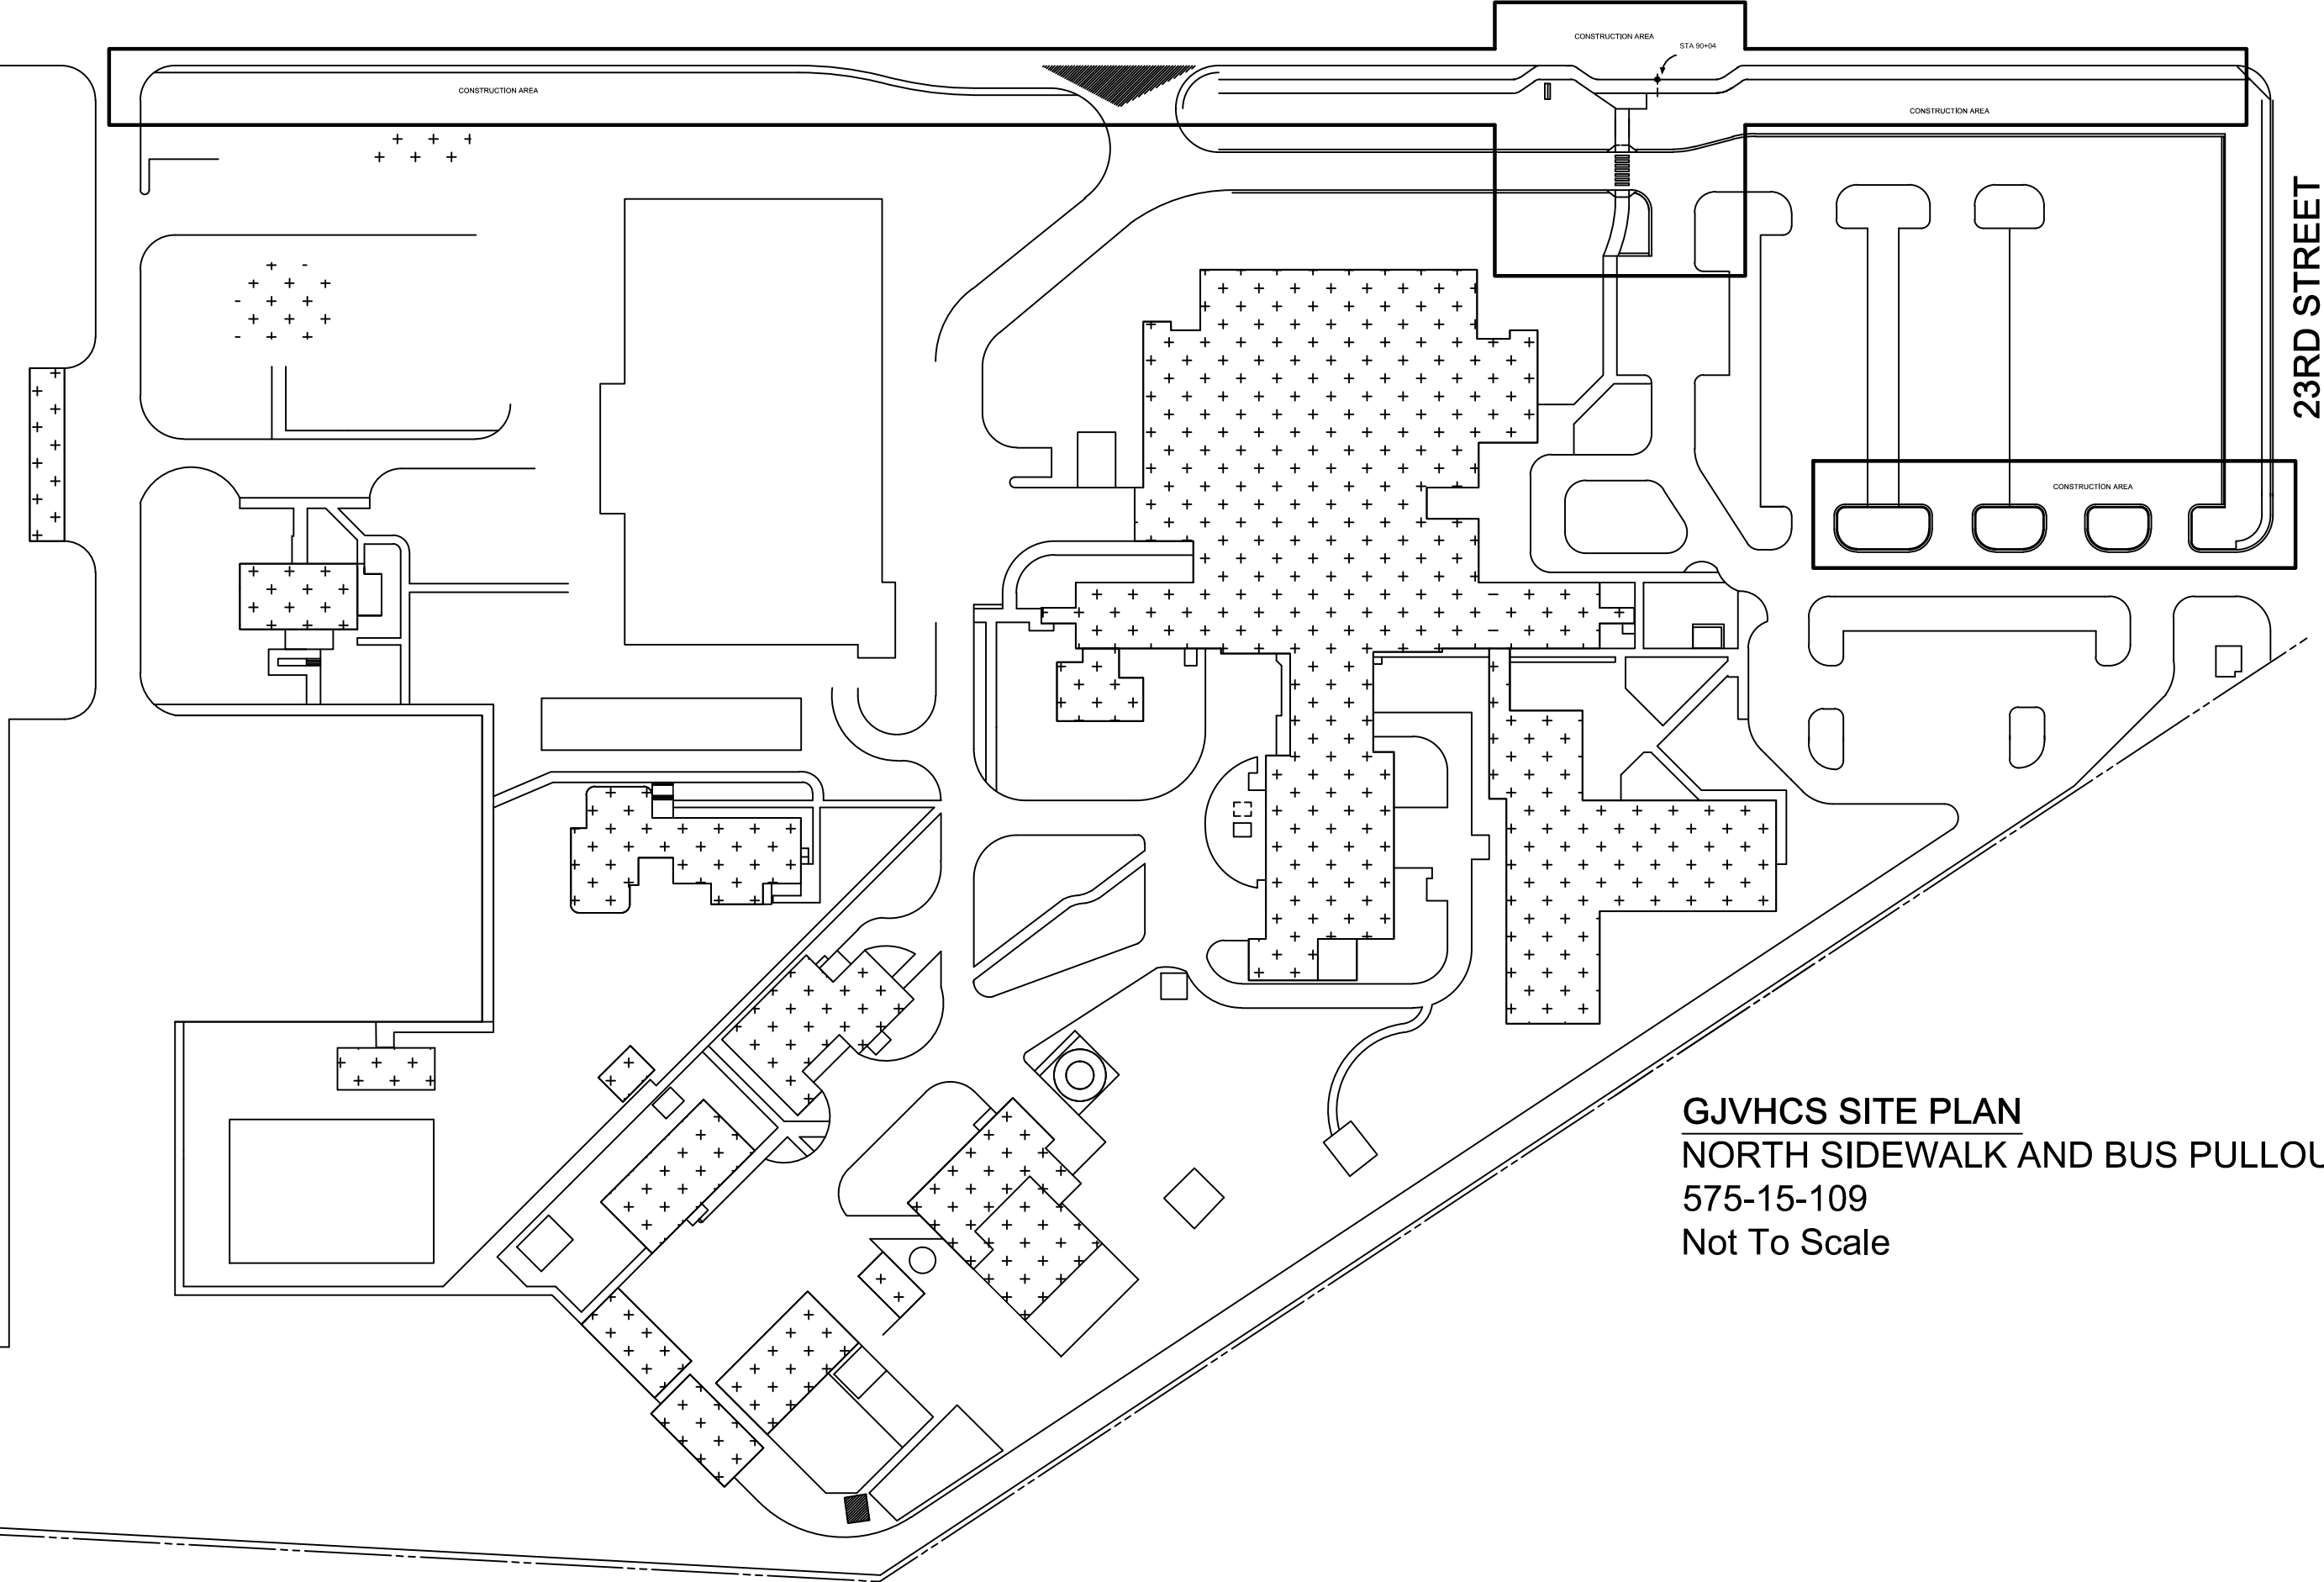 CONSTRUCTION AREA
STA 90+04
CONSTRUCTION AREA
CONSTRUCTION AREA
23RD STREET
CONSTRUCTION AREA
GJVHCS SITE PLAN
NORTH SIDEWALK AND BUS PULLOU
575-15-109
Not To Scale